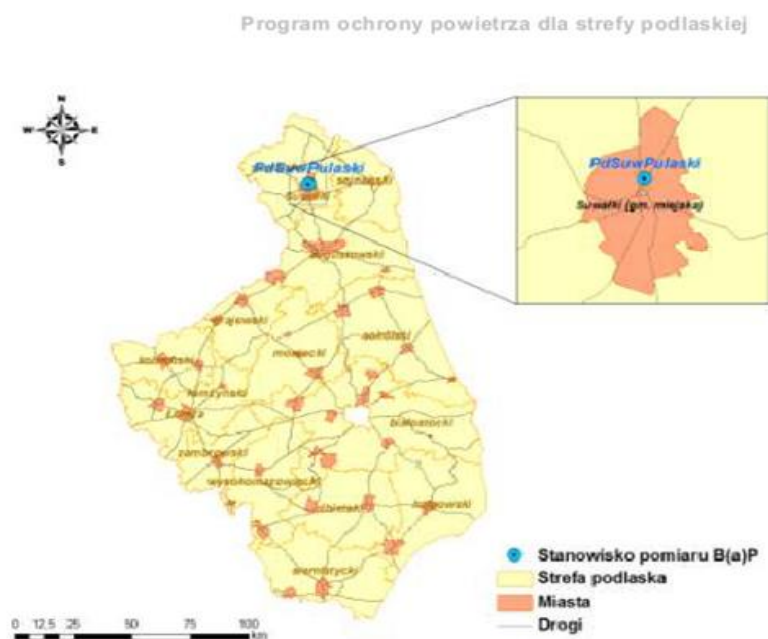 Program ochrony powietrza dla strefy podlaskiej
N
W E
S
PdSuwPulaski
sejneński
Suwałki
augustowski
grajewski
moniecki
sokólski
kolneński
łomżyński
Łomża
białostocki
zambrowski
wysokomazowiecki
bielski
hajnowski
siemiatycki
PdSuwPulaski
Suwałki (gm. miejska)
Stanowisko pomiaru B(a)P
Strefa podlaska
Miasta
Drogi
0 12,5 25 50 75 100
km